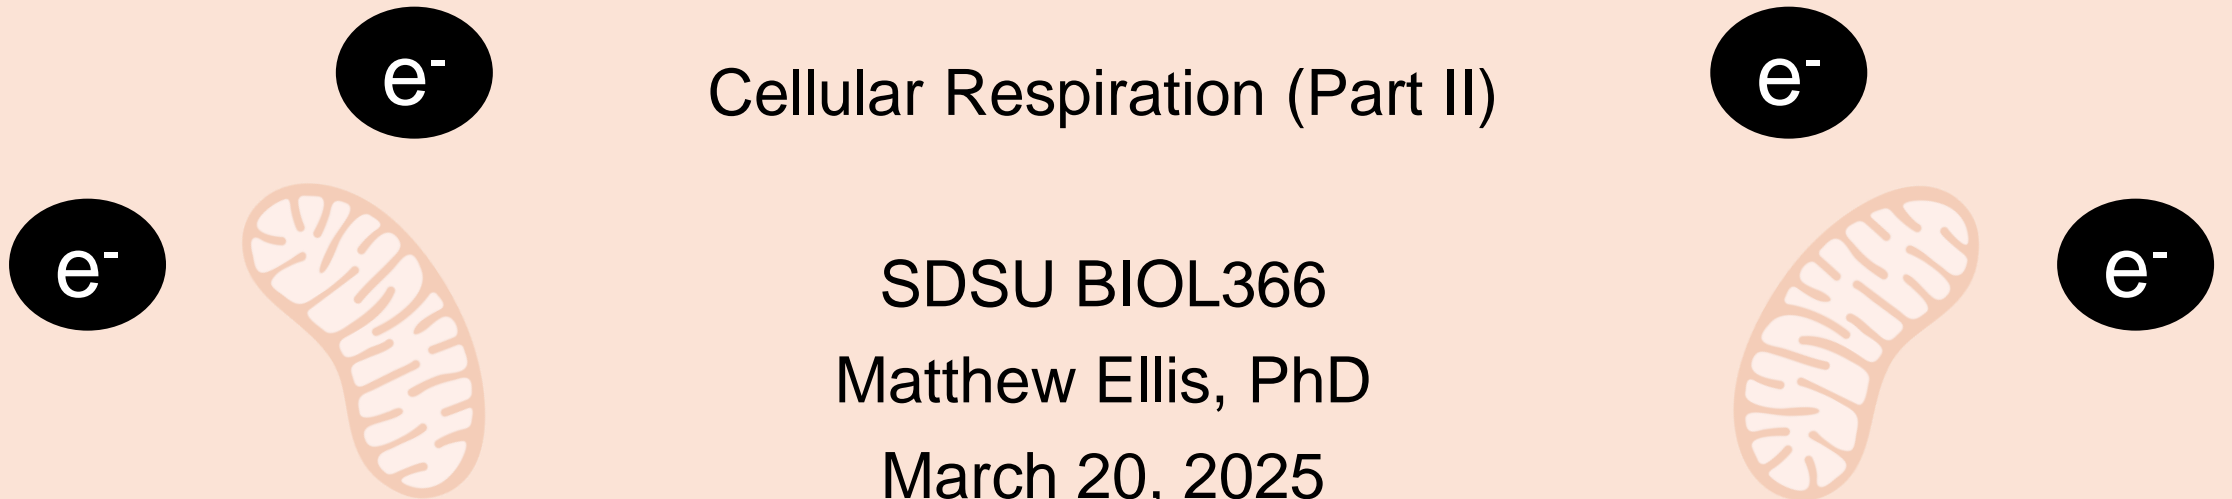 e-
Cellular Respiration (Part II)
e-
e-
SDSU BIOL366
e-
Matthew Ellis, PhD
March 20, 2025